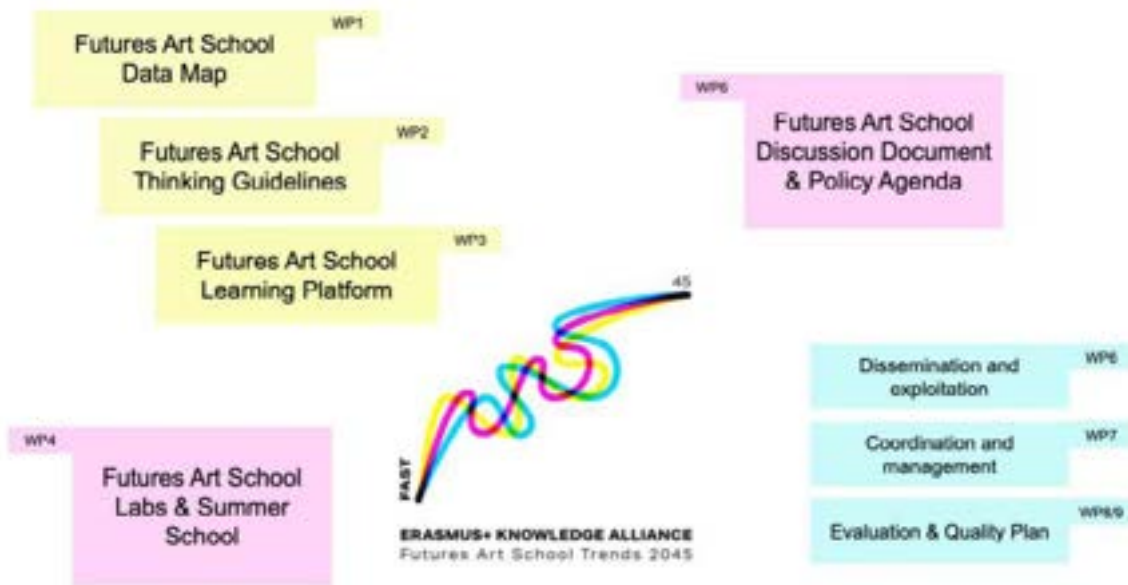 WP1
Futures Art School
Data Map
WP2
Futures Art School
Thinking Guidelines
WP3
Futures Art School
Learning Platform
WP4
Futures Art School
Labs & Summer
School
45
FAST
ERASMUS+ KNOWLEDGE ALLIANCE
Futures Art School Trends 2045
Futures Art School
Discussion Document
& Policy Agenda
Dissemination and
exploitation
WP6
Coordination and
management
WP7
Evaluation & Quality Plan
WP8/9